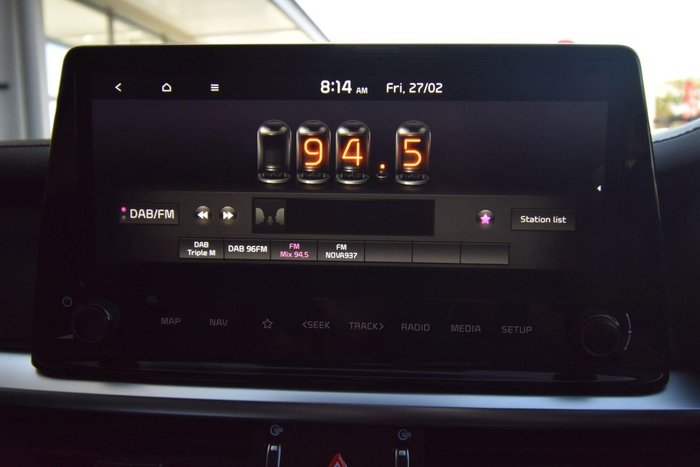 8:14 AM Fri, 27/02
94.5
DAB/FM
Station list
DAB
Triple M
DAB 96FM
FM
Mix 94.5
FM
NOVA937
MAP NAV <SEEK TRACK> RADIO MEDIA SETUP